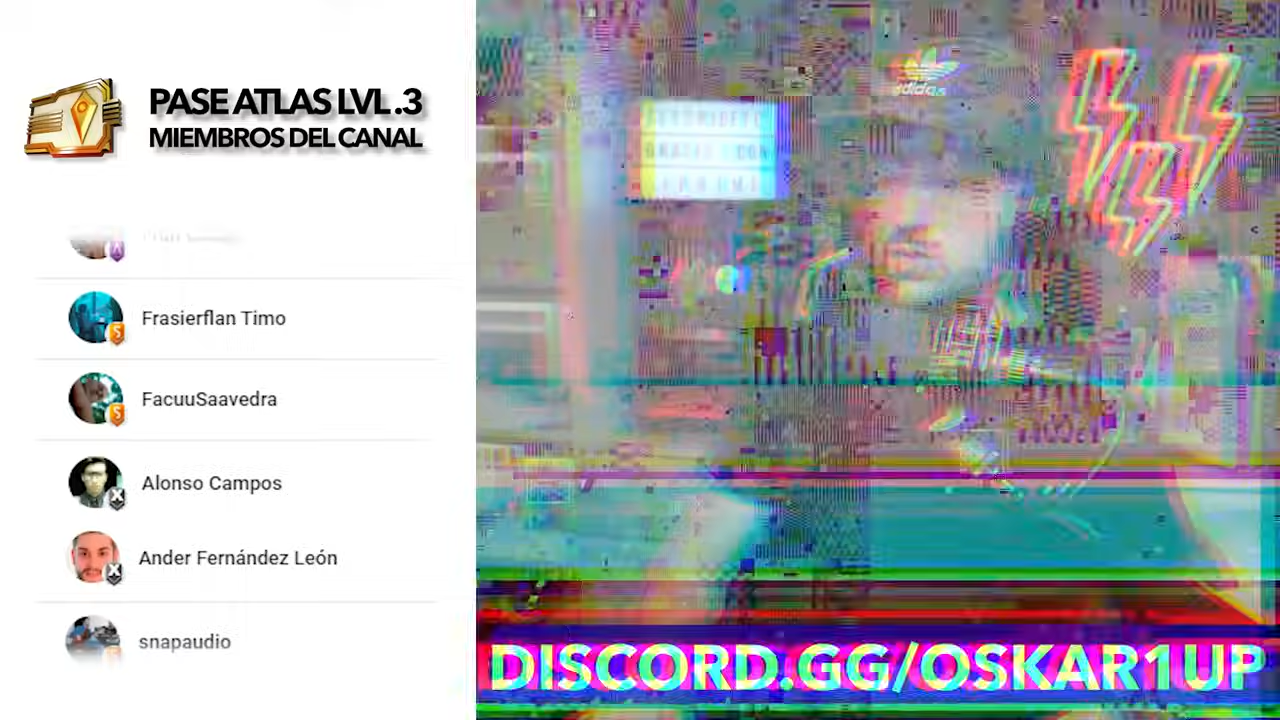 PASE ATLAS LVL.3
MIEMBROS DEL CANAL
Frasierflan Timo
FacuuSaavedra
Alonso Campos
Ander Fernández León
snapaudio
adidas
DISCORD.GG/OSKAR1UP